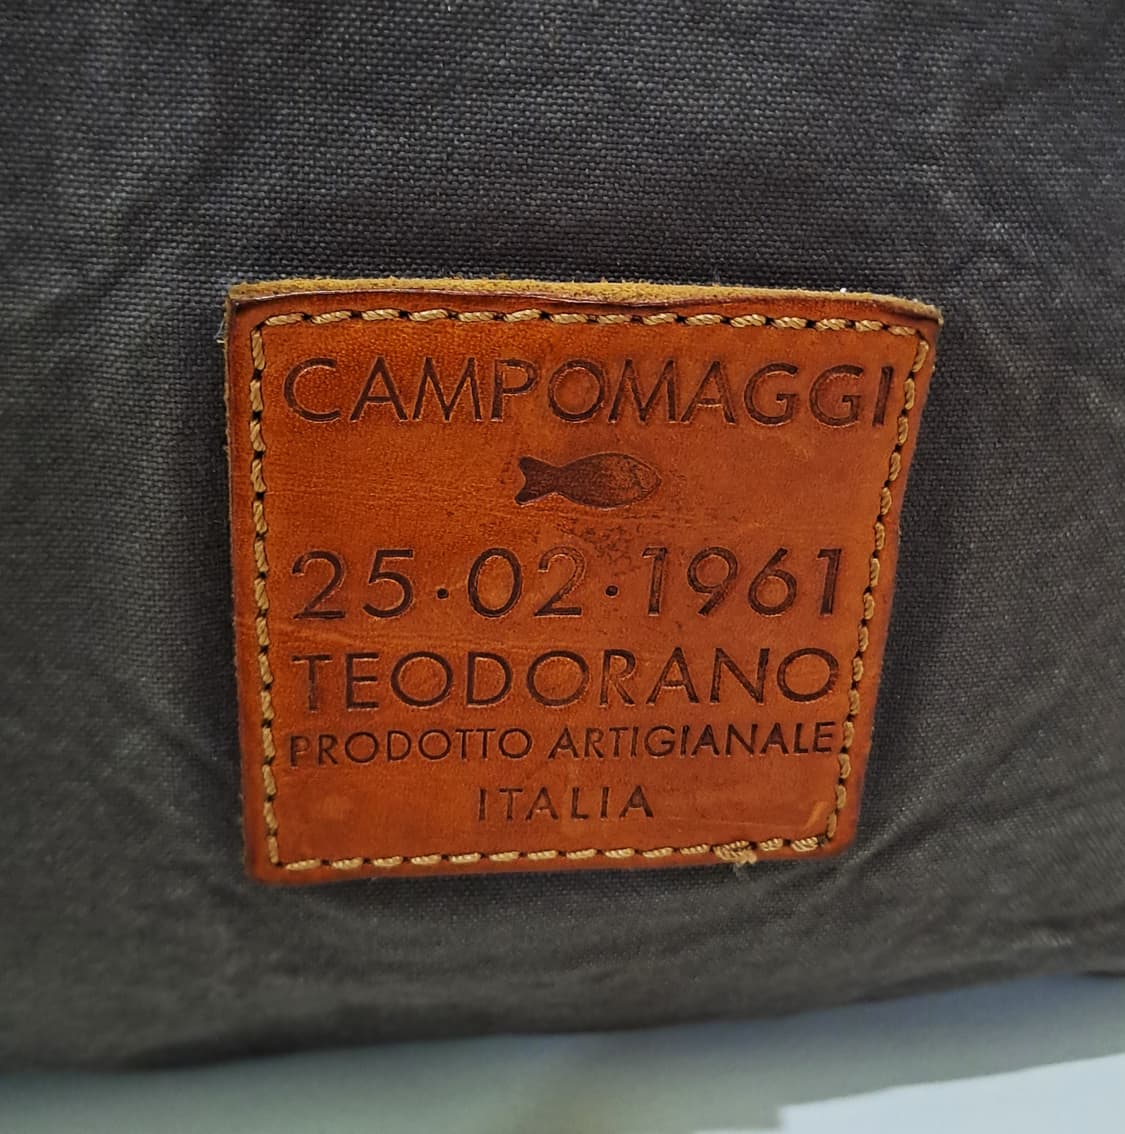 CAMPOMAGGI
25·02·1961
TEODORANO
PRODOTTO ARTIGIANALE
ITALIA